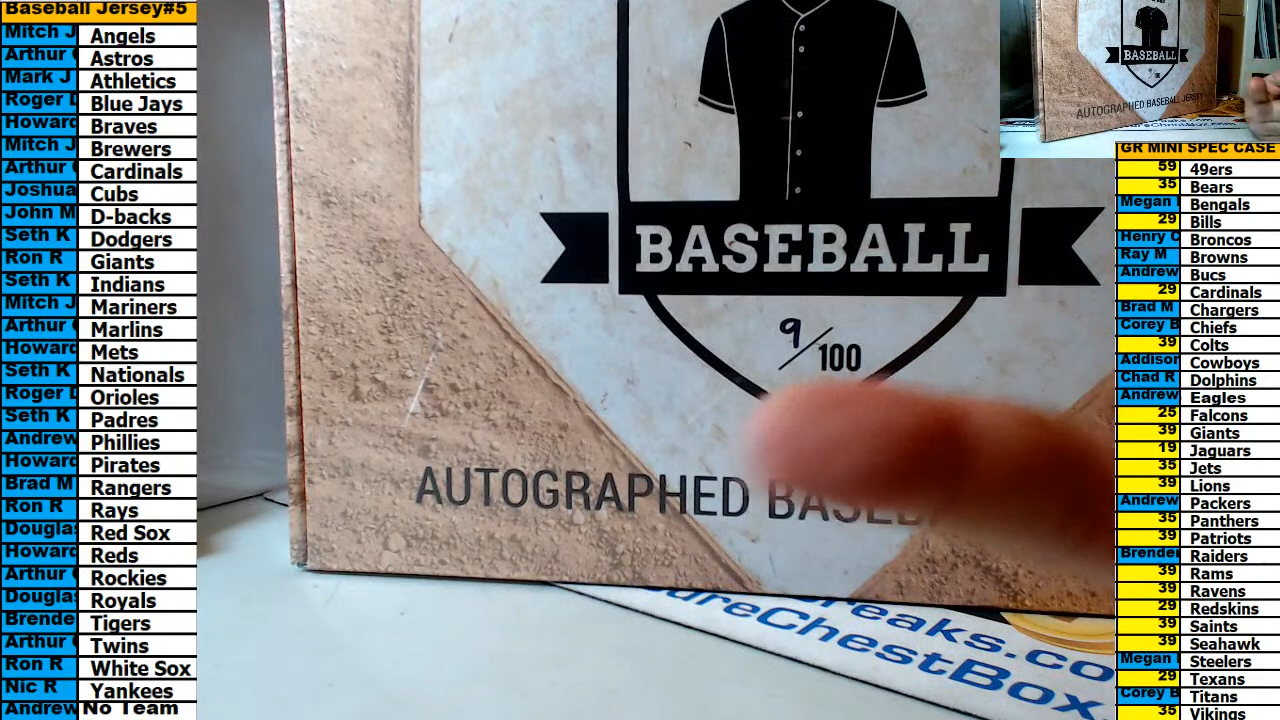 Baseball Jersey#5
Mitch J Angels
Arthur Astros
Mark J Athletics
Roger D Blue Jays
Howard Braves
Mitch J Brewers
Arthur Cardinals
Joshua Cubs
John M D-backs
Seth K Dodgers
Ron R Giants
Seth K Indians
Mitch J Mariners
Arthur Marlins
Howard Mets
Seth K Nationals
Roger D Orioles
Seth K Padres
Andrew Phillies
Howard Pirates
Brad M Rangers
Ron R Rays
Douglas Red Sox
Howard Reds
Arthur Rockies
Douglas Royals
Brende Tigers
Arthur Twins
Ron R White Sox
Nic R Yankees
Andrew No Team
BASEBALL
9/100
AUTOGRAPHED BASEB
reaks.co
ureChestBox
BASEBALL
AUTOGRAPHED BASEBALL JERSEY
GR MINI SPEC CASE
59 49ers
35 Bears
Megan Bengals
29 Bills
Henry C Broncos
Ray M Browns
Andrew Bucs
29 Cardinals
Brad M Chargers
Corey B Chiefs
39 Colts
Addison Cowboys
Chad R Dolphins
Andrew Eagles
25 Falcons
39 Giants
19 Jaguars
35 Jets
39 Lions
Andrew Packers
35 Panthers
39 Patriots
Brende Raiders
39 Rams
39 Ravens
29 Redskins
39 Saints
39 Seahawk
Megan Steelers
29 Texans
Corey B Titans
35 Vikings